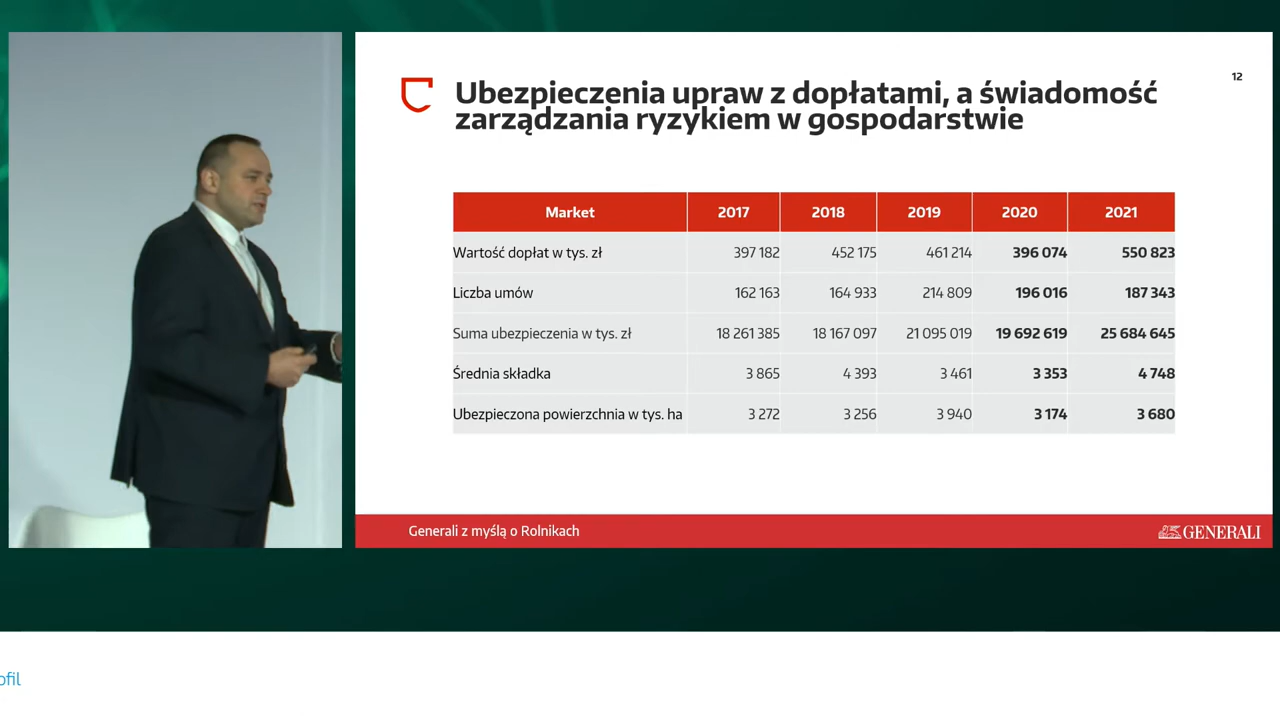 12
Ubezpieczenia upraw z dopłatami, a świadomość
zarządzania ryzykiem w gospodarstwie
Market 2017 2018 2019 2020 2021
Wartość dopłat w tys. zł 397 182 452 175 461 214 396 074 550 823
Liczba umów 162 163 164 933 214 809 196 016 187 343
Suma ubezpieczenia w tys. zł 18 261 385 18 167 097 21 095 019 19 692 619 25 684 645
Średnia składka 3 865 4 393 3 461 3 353 4 748
Ubezpieczona powierzchnia w tys. ha 3 272 3 256 3 940 3 174 3 680
Generali z myślą o Rolnikach
GENERALI
ofil